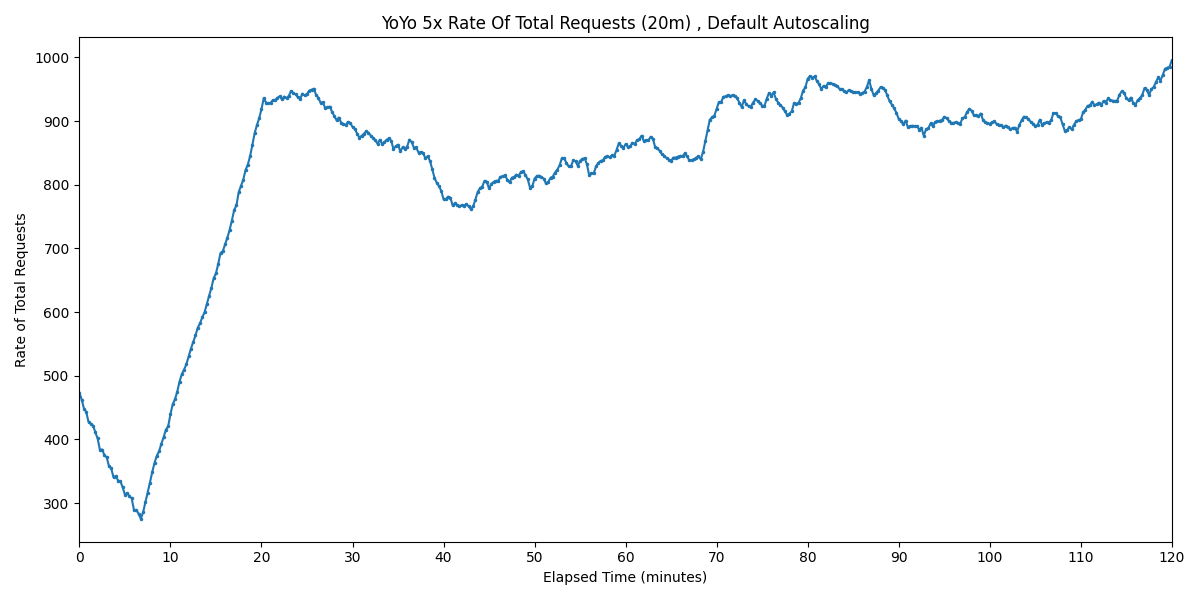 YoYo 5x Rate Of Total Requests (20m) , Default Autoscaling
1000
900
800
700
600
500
400
300
Rate of Total Requests
0 10 20 30 40 50 60 70 80 90 100 110 120
Elapsed Time (minutes)